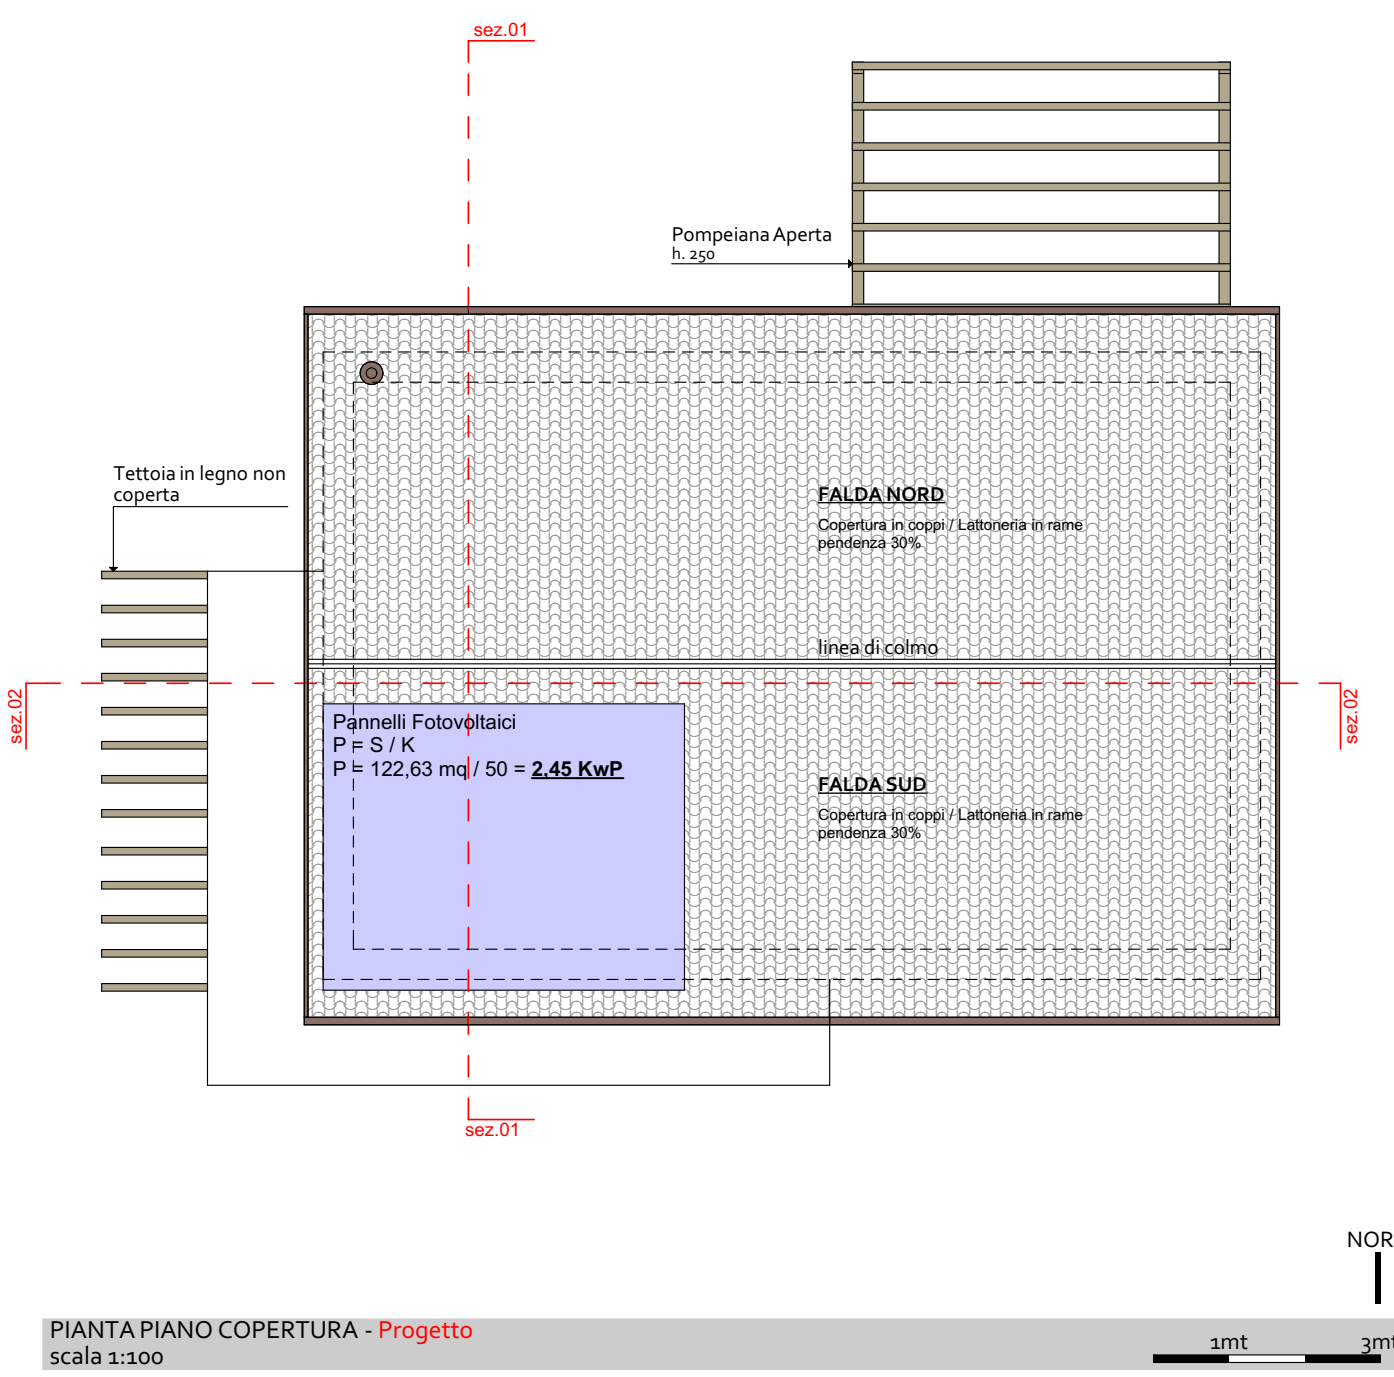 sez.01
Pompeiana Aperta
h. 250
Tettoia in legno non
coperta
FALDA NORD
Copertura in coppi / Lattoneria in rame
pendenza 30%
linea di colmo
sez.02
sez.02
Pannelli Fotovoltaici
P = S / K
P = 122,63 mq / 50 = 2,45 KwP
FALDA SUD
Copertura in coppi / Lattoneria in rame
pendenza 30%
sez.01
NOR
PIANTA PIANO COPERTURA - Progetto
scala 1:100
1mt
3mt